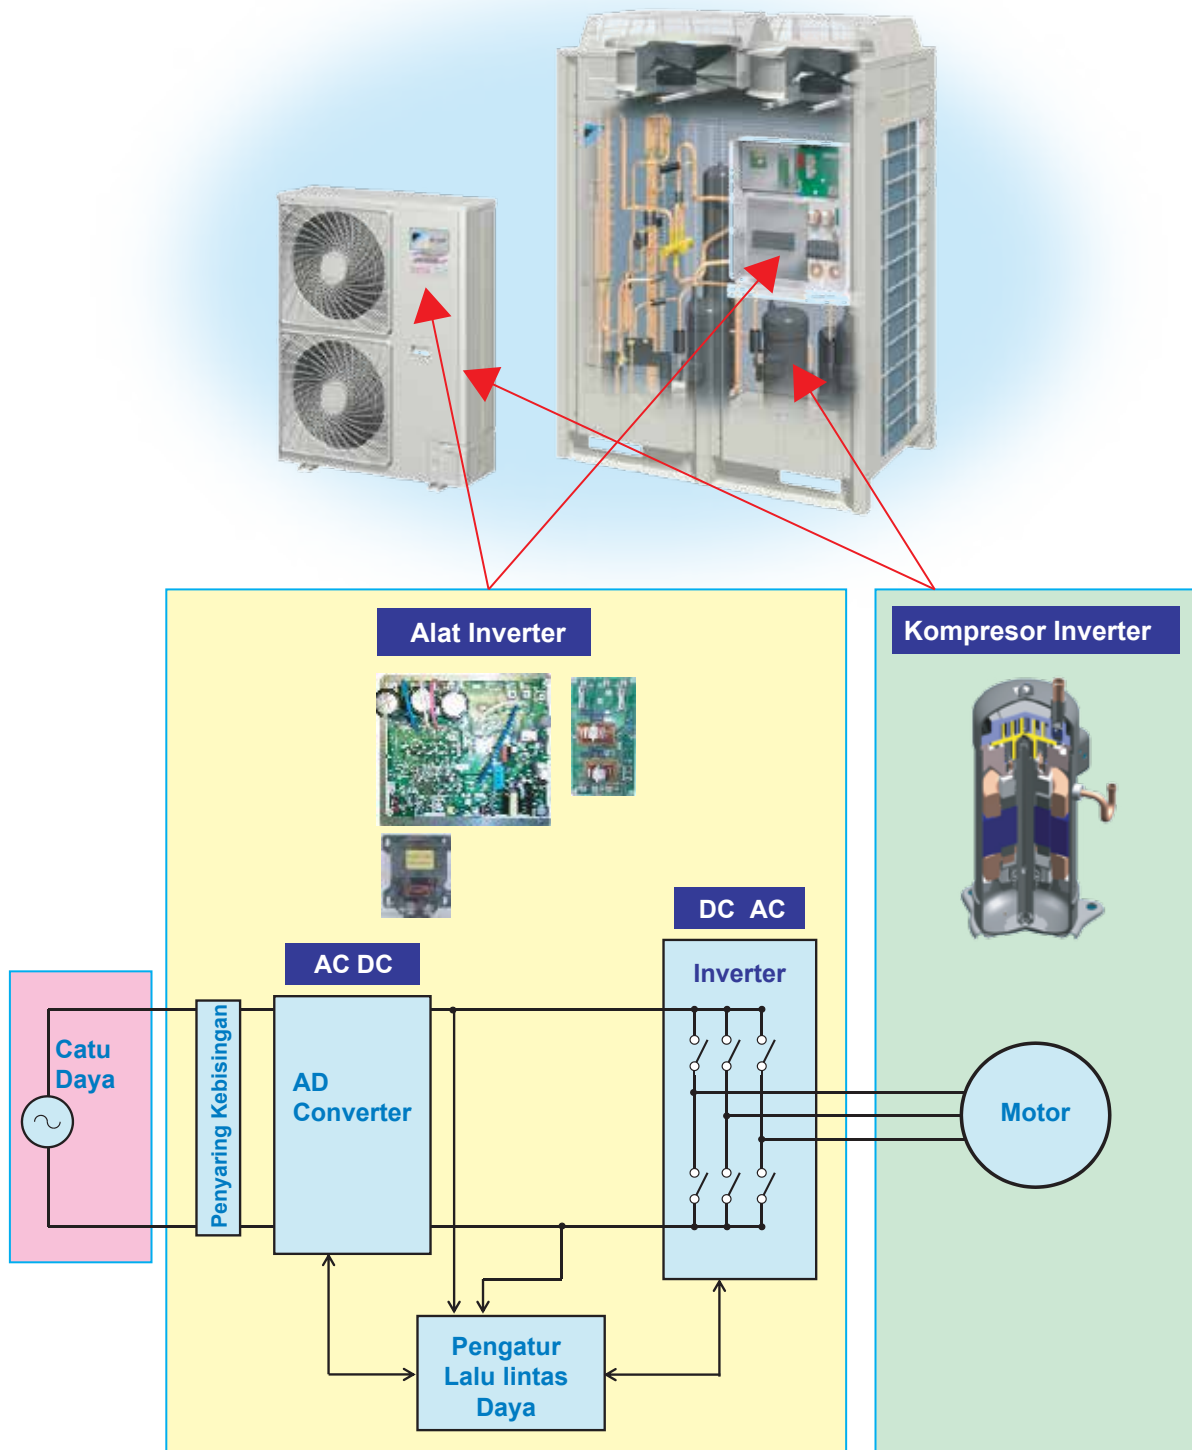 Alat Inverter
Kompresor Inverter
DC AC
AC DC
Inverter
Catu
Daya
Penyaring Kebisingan
AD
Converter
Motor
Pengatur
Lalu lintas
Daya